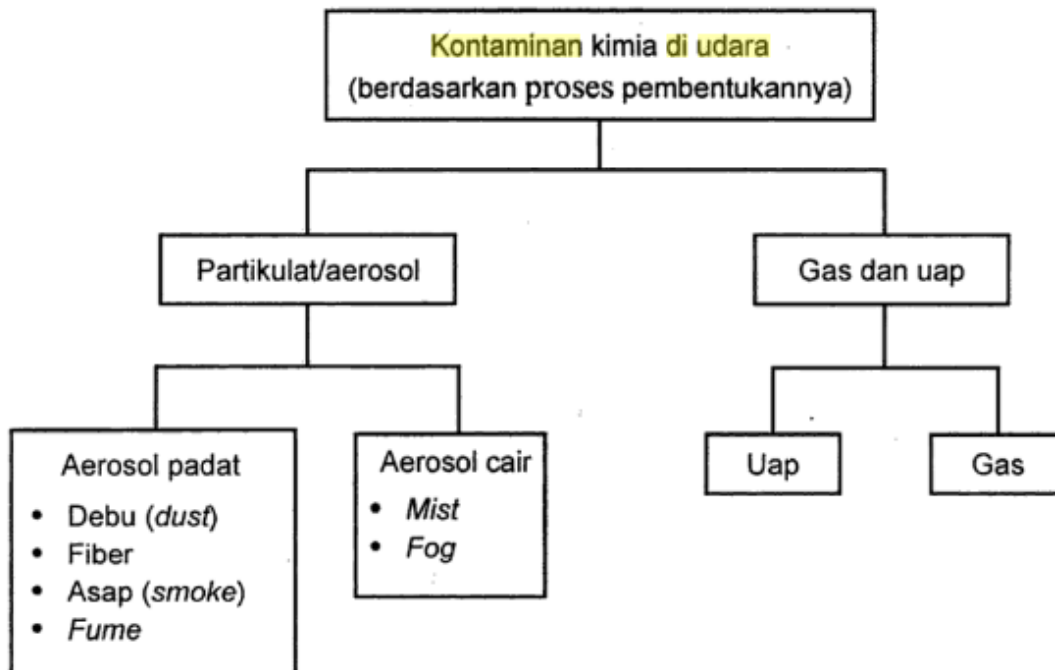 Kontaminan kimia di udara
(berdasarkan proses pembentukannya)
Partikulat/aerosol
Gas dan uap
Aerosol padat
• Debu (dust)
• Fiber
• Asap (smoke)
• Fume
Aerosol cair
• Mist
• Fog
Uap
Gas